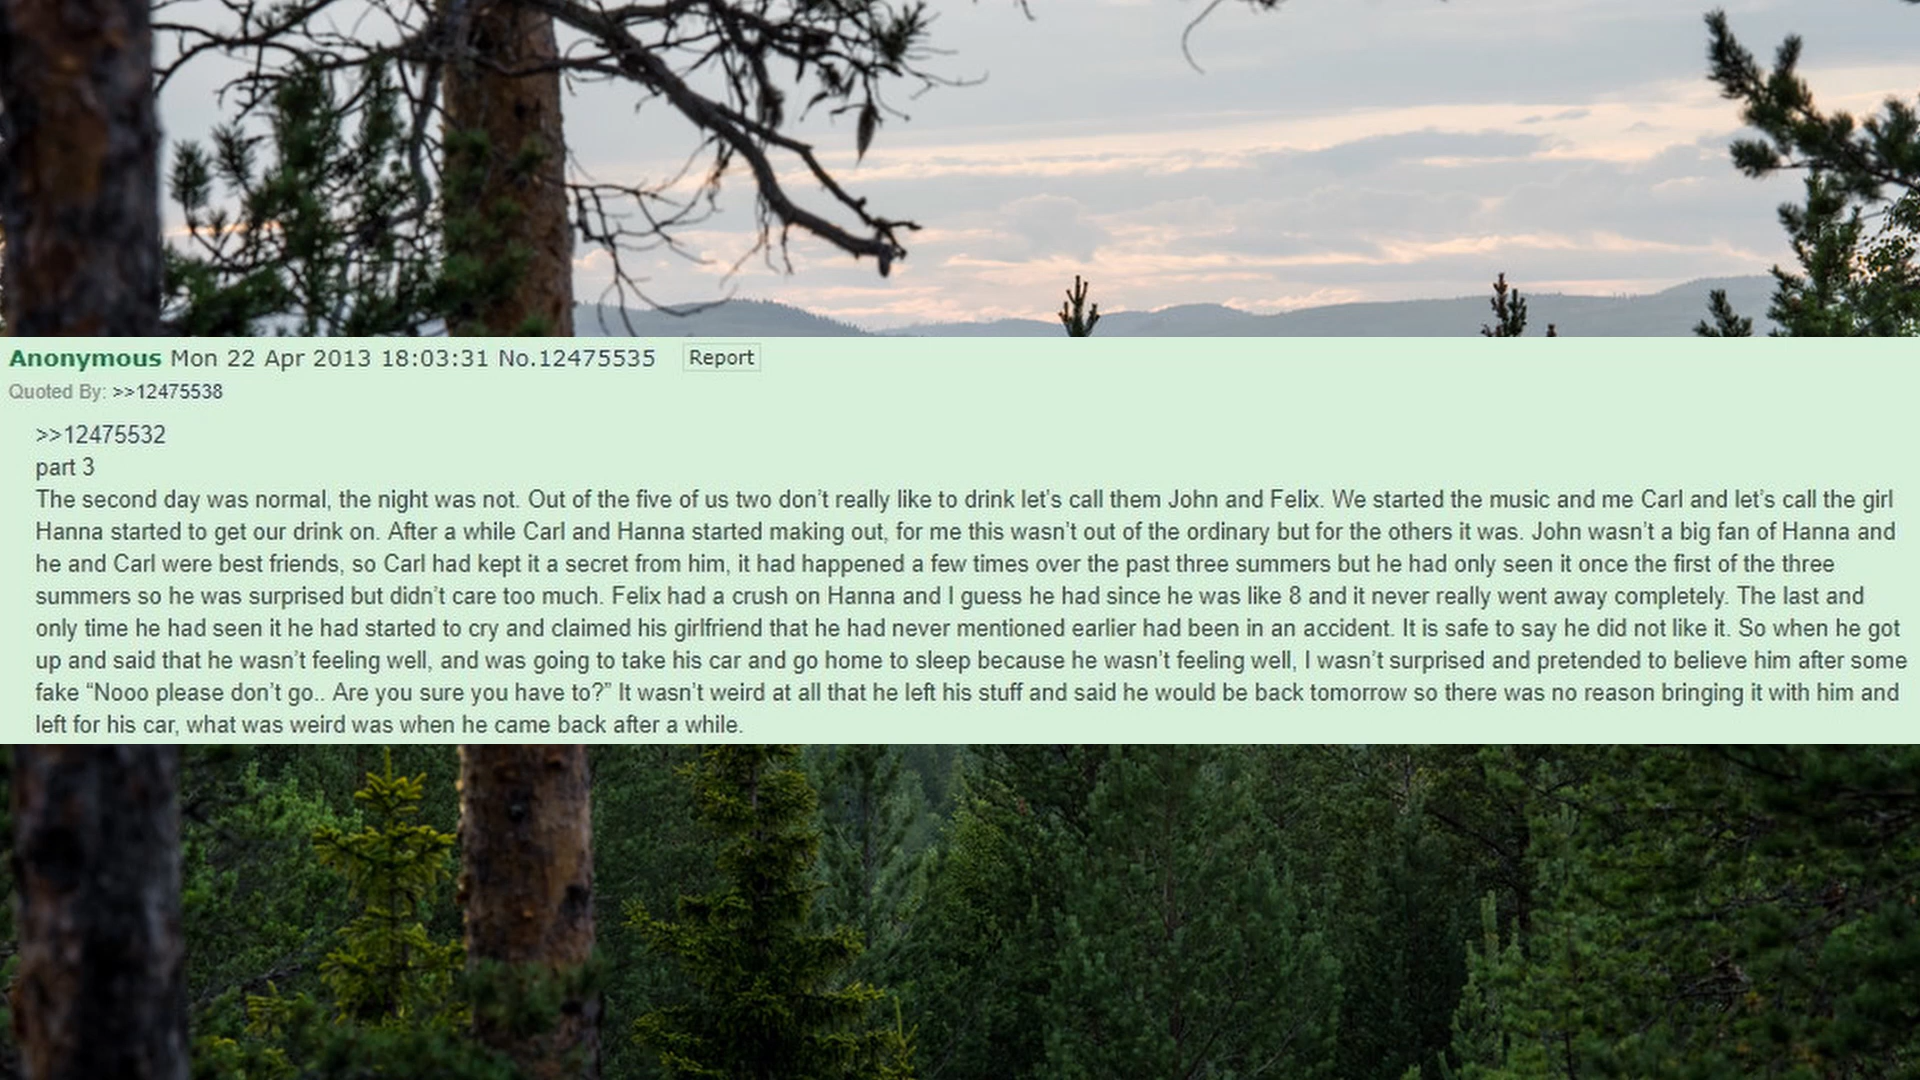 Anonymous Mon 22 Apr 2013 18:03:31 No.12475535 Report
Quoted By: >>12475538
>>12475532
part 3
The second day was normal, the night was not. Out of the five of us two don’t really like to drink let’s call them John and Felix. We started the music and me Carl and let’s call the girl
Hanna started to get our drink on. After a while Carl and Hanna started making out, for me this wasn’t out of the ordinary but for the others it was. John wasn’t a big fan of Hanna and
he and Carl were best friends, so Carl had kept it a secret from him, it had happened a few times over the past three summers but he had only seen it once the first of the three
summers so he was surprised but didn’t care too much. Felix had a crush on Hanna and I guess he had since he was like 8 and it never really went away completely. The last and
only time he had seen it he had started to cry and claimed his girlfriend that he had never mentioned earlier had been in an accident. It is safe to say he did not like it. So when he got
up and said that he wasn’t feeling well, and was going to take his car and go home to sleep because he wasn’t feeling well, I wasn’t surprised and pretended to believe him after some
fake “Nooo please don’t go.. Are you sure you have to?” It wasn’t weird at all that he left his stuff and said he would be back tomorrow so there was no reason bringing it with him and
left for his car, what was weird was when he came back after a while.